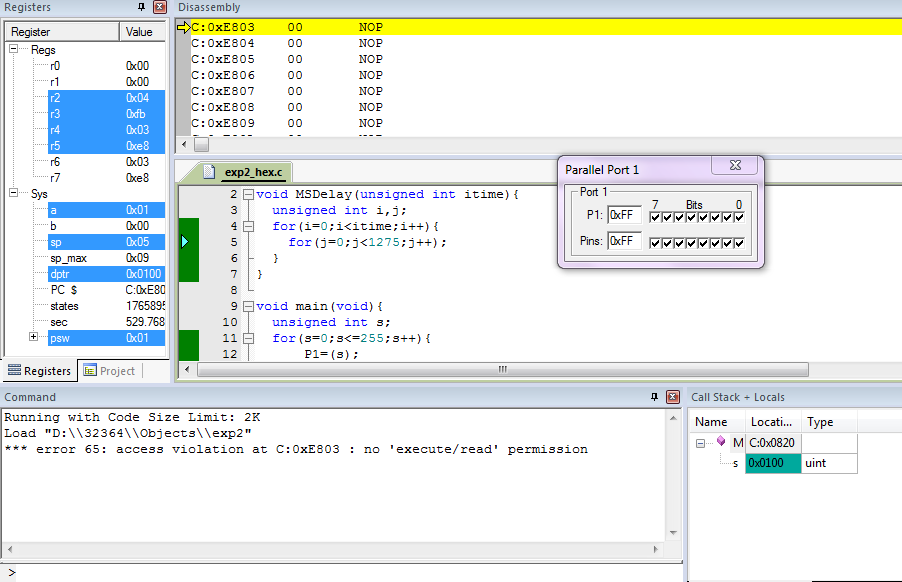 Registers
Register Value
Regs
r0 0x00
r1 0x00
r2 0x04
r3 0xfb
r4 0x03
r5 0xe8
r6 0x03
r7 0xe8
Sys
a 0x01
b 0x00
sp 0x05
sp_max 0x09
dptr 0x0100
PC $ C:0xE80
states 1765895
sec 529.768
psw 0x01
Registers Project
Disassembly
C:0xE803 00 NOP
C:0xE804 00 NOP
C:0xE805 00 NOP
C:0xE806 00 NOP
C:0xE807 00 NOP
C:0xE808 00 NOP
C:0xE809 00 NOP
exp2_hex.c
2 void MSDelay(unsigned int itime){
3 unsigned int i,j;
4 for(i=0;i<itime;i++){
5 for(j=0;j<1275;j++);
6 }
7 }
8
9 void main(void){
10 unsigned int s;
11 for(s=0;s<=255;s++){
12 P1=(s);
Parallel Port 1
Port 1
7 Bits 0
P1: 0xFF
Pins: 0xFF
Command
Running with Code Size Limit: 2K
Load "D:\\32364\\Objects\\exp2"
*** error 65: access violation at C:0xE803 : no 'execute/read' permission
>
Call Stack + Locals
Name Locati... Type
M C:0x0820
s 0x0100 uint